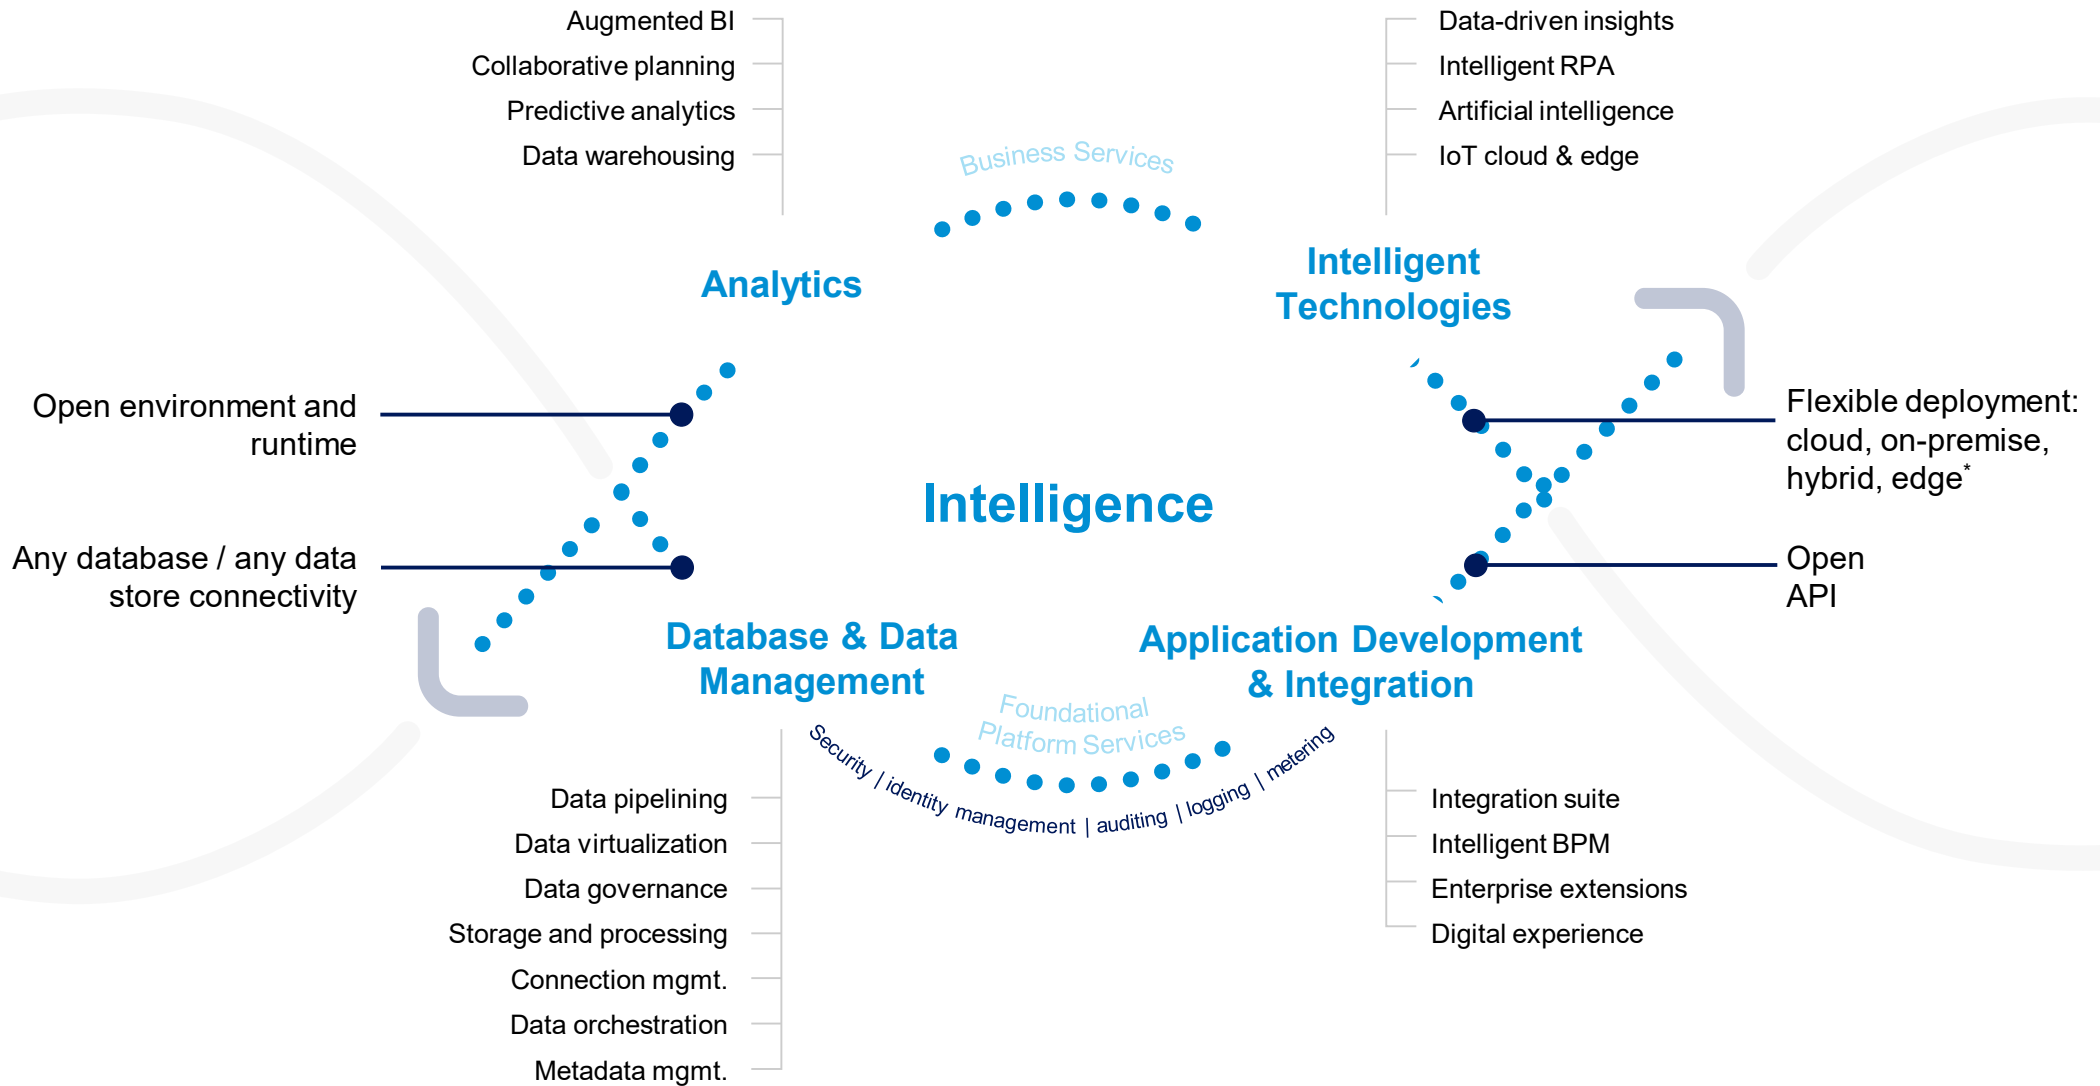 Augmented BI
Collaborative planning
Predictive analytics
Data warehousing
Data-driven insights
Intelligent RPA
Artificial intelligence
IoT cloud & edge
Business Services
Analytics
Intelligent
Technologies
Open environment and
runtime
Flexible deployment:
cloud, on-premise,
hybrid, edge*
Intelligence
Any database / any data
store connectivity
Open
API
Database & Data
Management
Application Development
& Integration
Foundational
Platform Services
Security | identity management | auditing | logging | metering
Data pipelining
Data virtualization
Data governance
Storage and processing
Connection mgmt.
Data orchestration
Metadata mgmt.
Integration suite
Intelligent BPM
Enterprise extensions
Digital experience